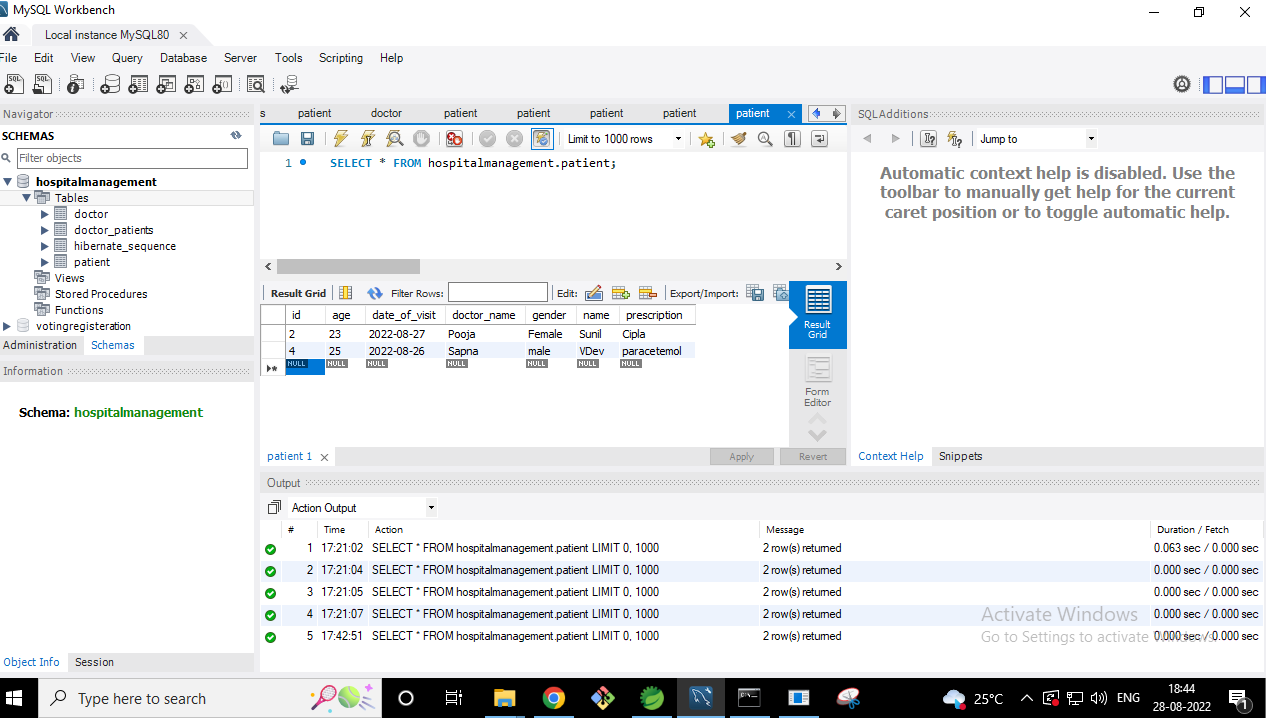 MySQL Workbench
Local instance MySQL80
File Edit View Query Database Server Tools Scripting Help
Navigator
SCHEMAS
Filter objects
hospitalmanagement
Tables
doctor
doctor_patients
hibernate_sequence
patient
Views
Stored Procedures
Functions
votingregisteration
Administration Schemas
Information
Schema: hospitalmanagement
Object Info Session
s patient doctor patient patient patient patient patient
Limit to 1000 rows
1 SELECT * FROM hospitalmanagement.patient;
Result Grid Filter Rows: Edit: Export/Import:
id age date_of_visit doctor_name gender name prescription
2 23 2022-08-27 Pooja Female Sunil Cipla
4 25 2022-08-26 Sapna male VDev paracetemol
NULL NULL NULL NULL NULL NULL NULL
Result
Grid
Form
Editor
patient 1 Apply Revert
SQLAdditions
Jump to
Automatic context help is disabled. Use the
toolbar to manually get help for the current
caret position or to toggle automatic help.
Context Help Snippets
Output
Action Output
# Time Action Message Duration / Fetch
1 17:21:02 SELECT * FROM hospitalmanagement.patient LIMIT 0, 1000 2 row(s) returned 0.063 sec / 0.000 sec
2 17:21:04 SELECT * FROM hospitalmanagement.patient LIMIT 0, 1000 2 row(s) returned 0.000 sec / 0.000 sec
3 17:21:05 SELECT * FROM hospitalmanagement.patient LIMIT 0, 1000 2 row(s) returned 0.000 sec / 0.000 sec
4 17:21:07 SELECT * FROM hospitalmanagement.patient LIMIT 0, 1000 2 row(s) returned 0.000 sec / 0.000 sec
5 17:42:51 SELECT * FROM hospitalmanagement.patient LIMIT 0, 1000 2 row(s) returned 0.000 sec / 0.000 sec
Activate Windows
Go to Settings to activate Windows.
Type here to search
25°C
ENG
18:44
28-08-2022
1